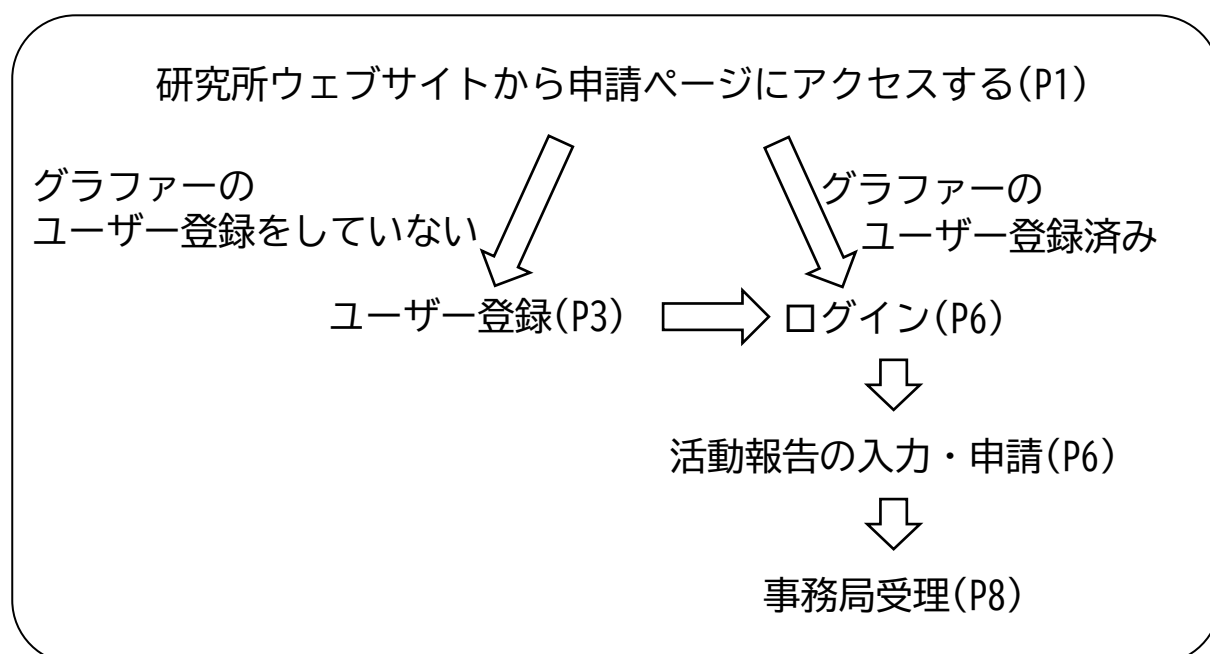 研究所ウェブサイトから申請ページにアクセスする(P1)
グラファーの
ユーザー登録をしていない
グラファーの
ユーザー登録済み
ユーザー登録(P3)
ログイン(P6)
活動報告の入力・申請(P6)
事務局受理(P8)